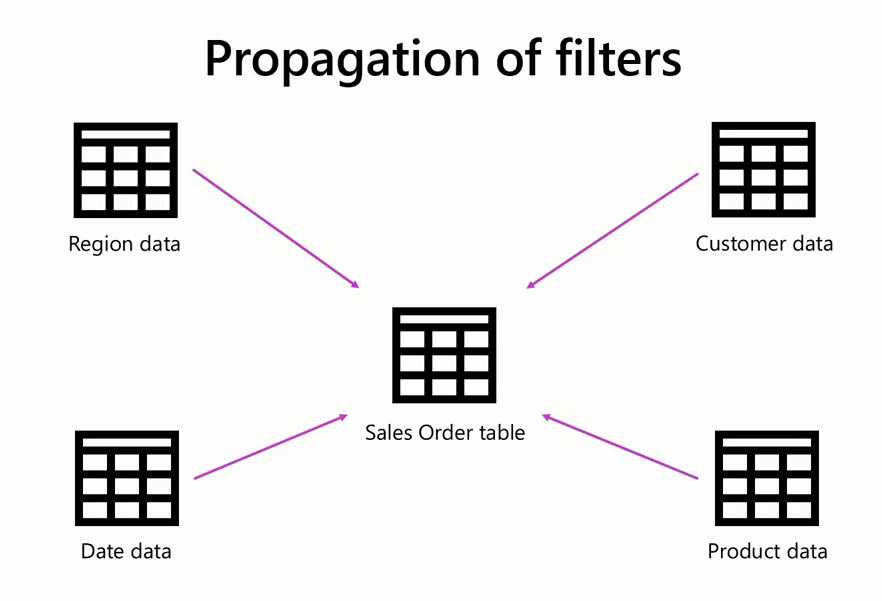 Propagation of filters
Region data
Customer data
Sales Order table
Date data
Product data